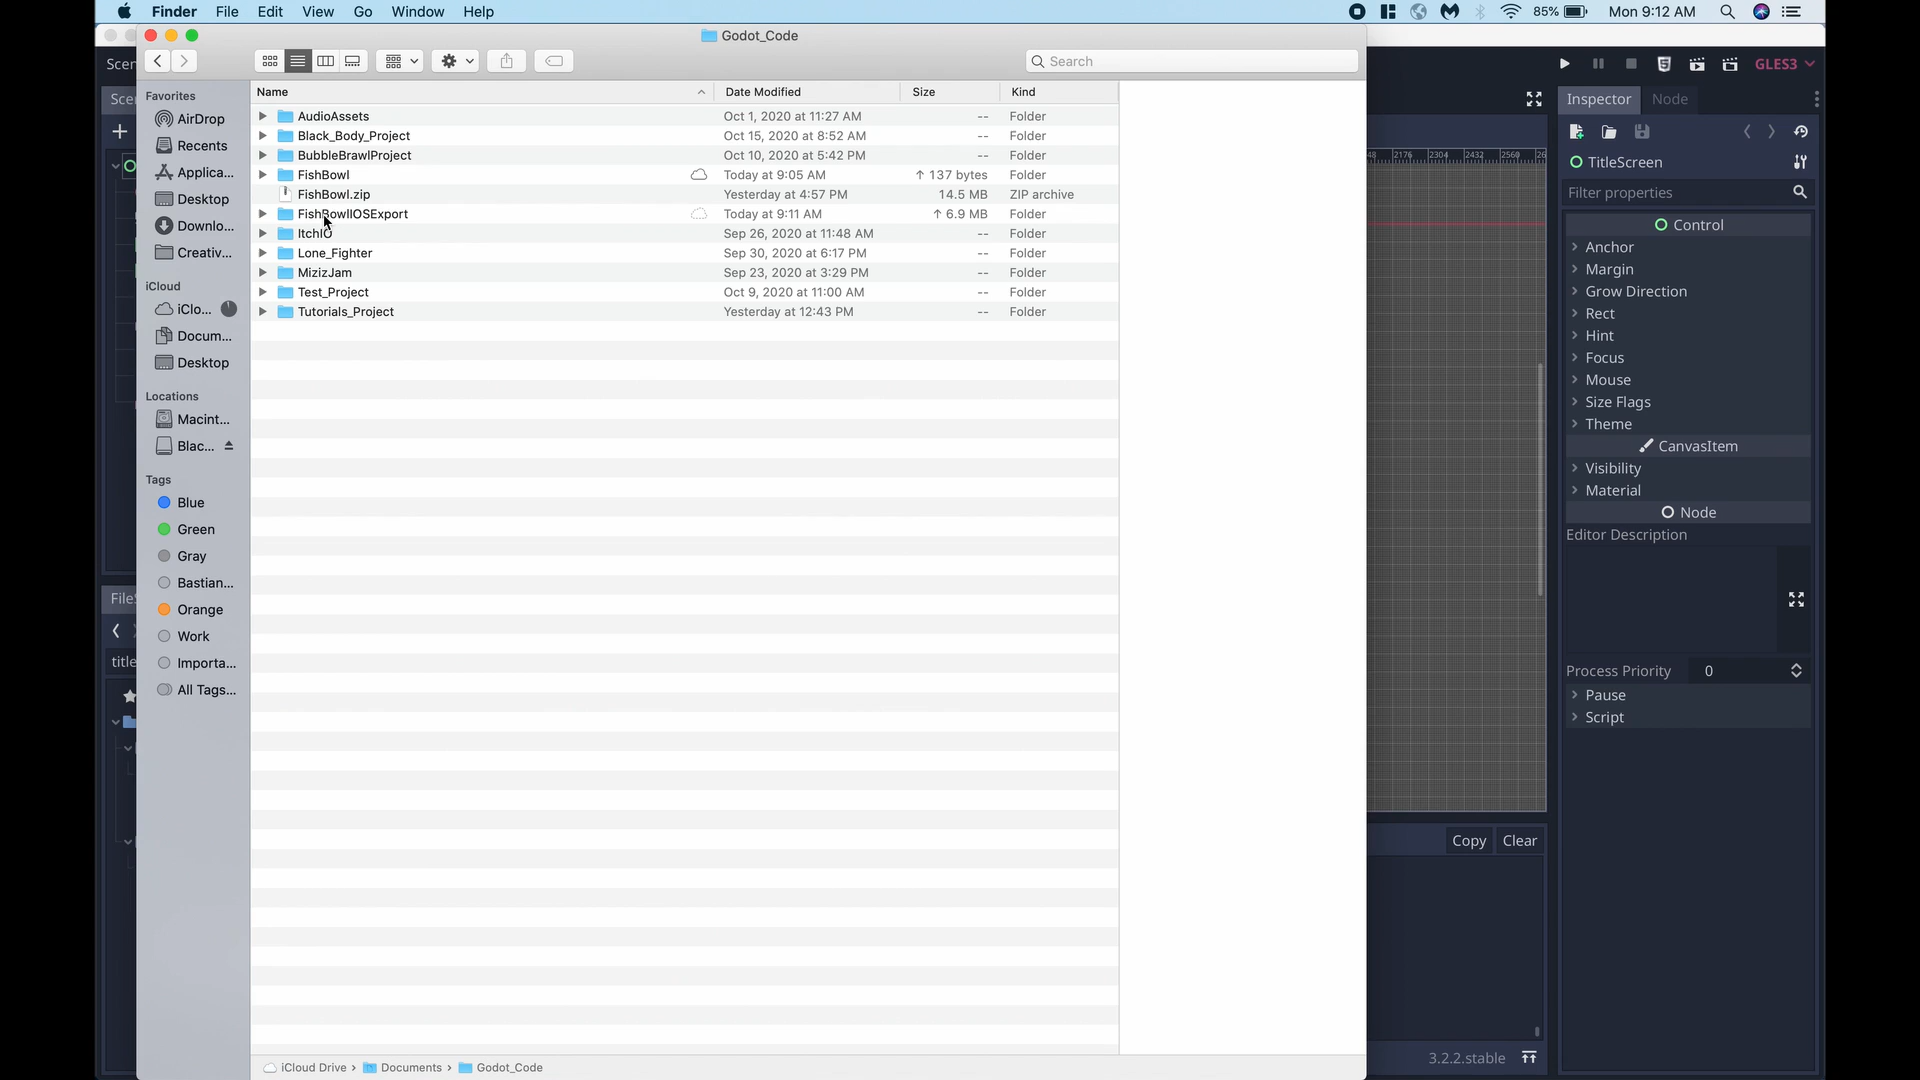 Finder File Edit View Go Window Help 85% Mon 9:12 AM
Godot_Code
Search
Name Date Modified Size Kind
AudioAssets Oct 1, 2020 at 11:27 AM -- Folder
Black_Body_Project Oct 15, 2020 at 8:52 AM -- Folder
BubbleBrawlProject Oct 10, 2020 at 5:42 PM -- Folder
FishBowl Today at 9:05 AM ↑ 137 bytes Folder
FishBowl.zip Yesterday at 4:57 PM 14.5 MB ZIP archive
FishBowlIOSExport Today at 9:11 AM ↑ 6.9 MB Folder
ItchIO Sep 26, 2020 at 11:48 AM -- Folder
Lone_Fighter Sep 30, 2020 at 6:17 PM -- Folder
MizizJam Sep 23, 2020 at 3:29 PM -- Folder
Test_Project Oct 9, 2020 at 11:00 AM -- Folder
Tutorials_Project Yesterday at 12:43 PM -- Folder
Favorites
AirDrop
Recents
Applica...
Desktop
Downlo...
Creativ...
iCloud
iClo...
Docum...
Desktop
Locations
Macint...
Blac...
Tags
Blue
Green
Gray
Bastian...
Orange
Work
Importa...
All Tags...
iCloud Drive › Documents › Godot_Code
Scen
Sce
File
title
GLES3
2176 2304 2432 2560
Copy Clear
3.2.2.stable
Inspector Node
TitleScreen
Filter properties
Control
Anchor
Margin
Grow Direction
Rect
Hint
Focus
Mouse
Size Flags
Theme
CanvasItem
Visibility
Material
Node
Editor Description
Process Priority 0
Pause
Script